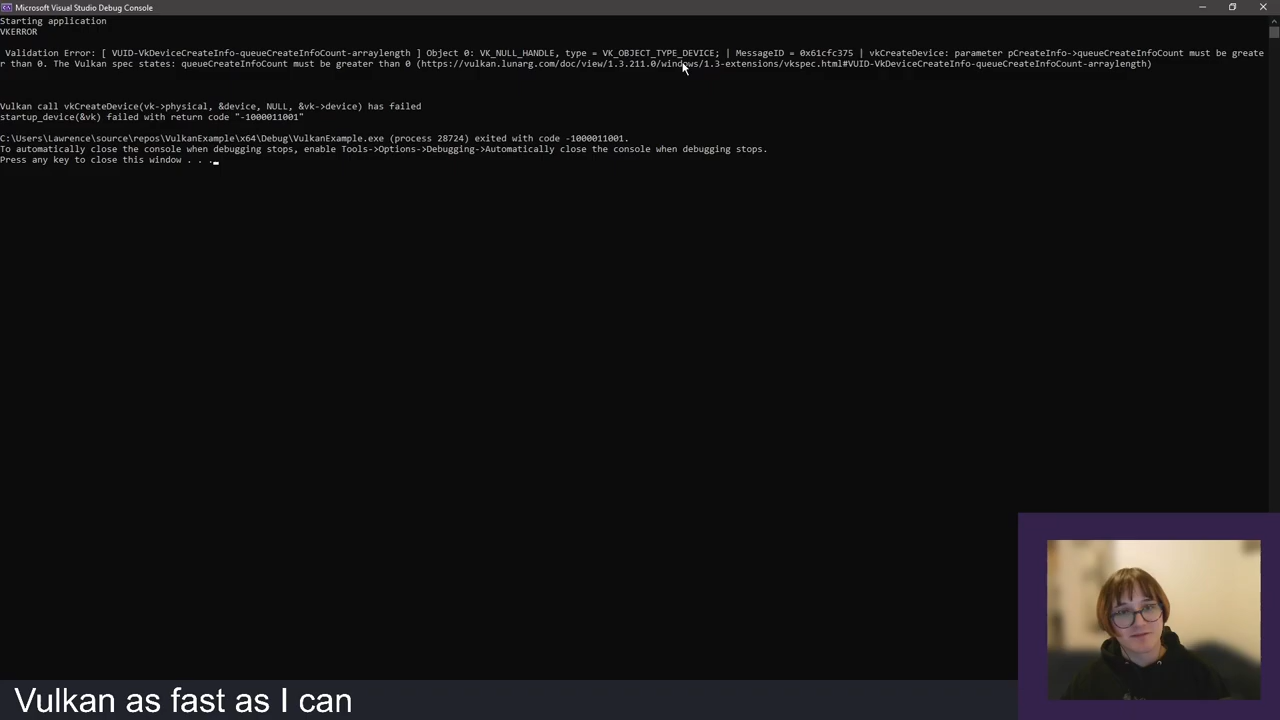 Microsoft Visual Studio Debug Console
Starting application
VKERROR
Validation Error: [ VUID-VkDeviceCreateInfo-queueCreateInfoCount-arraylength ] Object 0: VK_NULL_HANDLE, type = VK_OBJECT_TYPE_DEVICE; | MessageID = 0x61cfc375 | vkCreateDevice: parameter pCreateInfo->queueCreateInfoCount must be greate
r than 0. The Vulkan spec states: queueCreateInfoCount must be greater than 0 (https://vulkan.lunarg.com/doc/view/1.3.211.0/windows/1.3-extensions/vkspec.html#VUID-VkDeviceCreateInfo-queueCreateInfoCount-arraylength)
Vulkan call vkCreateDevice(vk->physical, &device, NULL, &vk->device) has failed
startup_device(&vk) failed with return code "-1000011001"
C:\Users\Lawrence\source\repos\VulkanExample\x64\Debug\VulkanExample.exe (process 28724) exited with code -1000011001.
To automatically close the console when debugging stops, enable Tools->Options->Debugging->Automatically close the console when debugging stops.
Press any key to close this window . . .
Vulkan as fast as I can